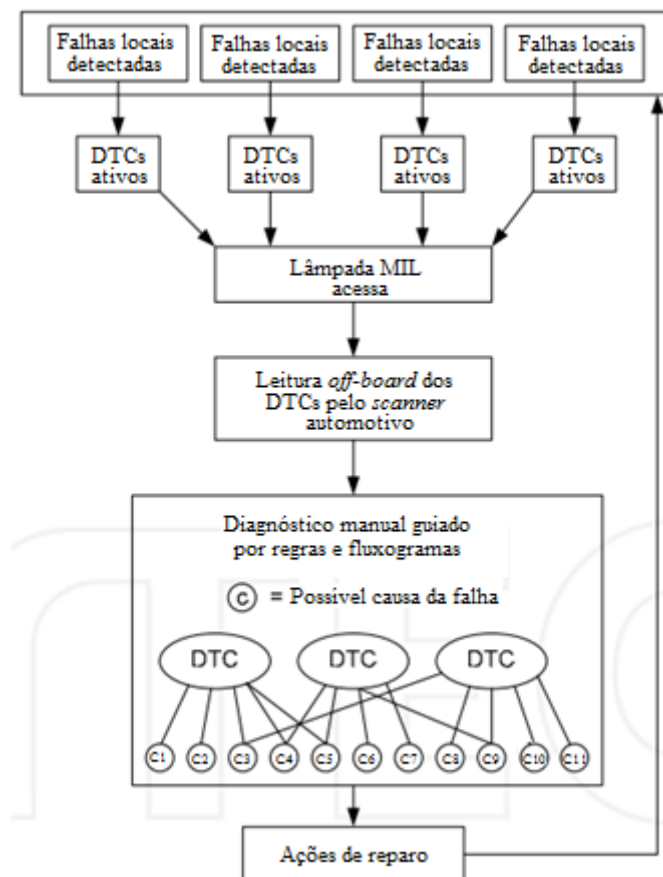 Falhas locais
detectadas
Falhas locais
detectadas
Falhas locais
detectadas
Falhas locais
detectadas
DTCs
ativos
DTCs
ativos
DTCs
ativos
DTCs
ativos
Lâmpada MIL
acessa
Leitura off-board dos
DTCs pelo scanner
automotivo
Diagnóstico manual guiado
por regras e fluxogramas
C = Possivel causa da falha
DTC
DTC
DTC
C1
C2
C3
C4
C5
C6
C7
C8
C9
C10
C11
Ações de reparo